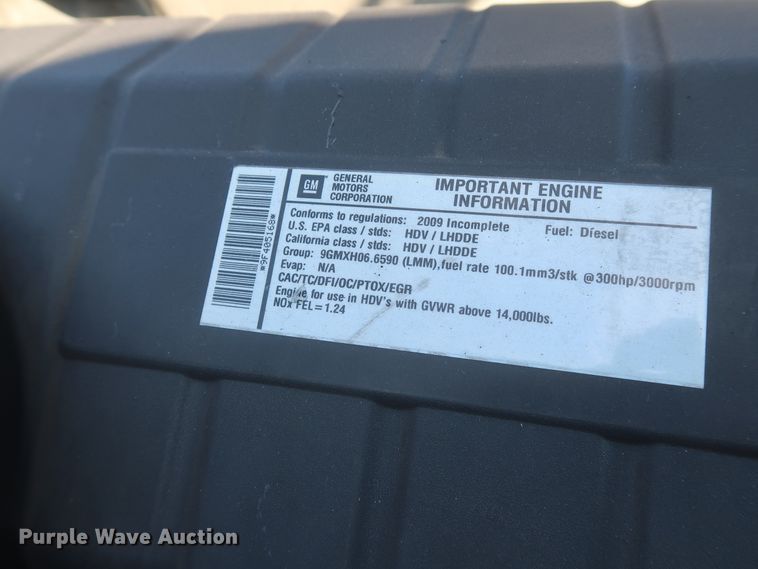 *9F405168*
GM
GENERAL
MOTORS
CORPORATION
IMPORTANT ENGINE
INFORMATION
Conforms to regulations: 2009 Incomplete Fuel: Diesel
U.S. EPA class / stds: HDV / LHDDE
California class / stds: HDV / LHDDE
Group: 9GMXH06.6590 (LMM),fuel rate 100.1mm3/stk @300hp/3000rpm
Evap: N/A
CAC/TC/DFI/OC/PTOX/EGR
Engine for use in HDV's with GVWR above 14,000lbs.
NOx FEL=1.24
Purple Wave Auction